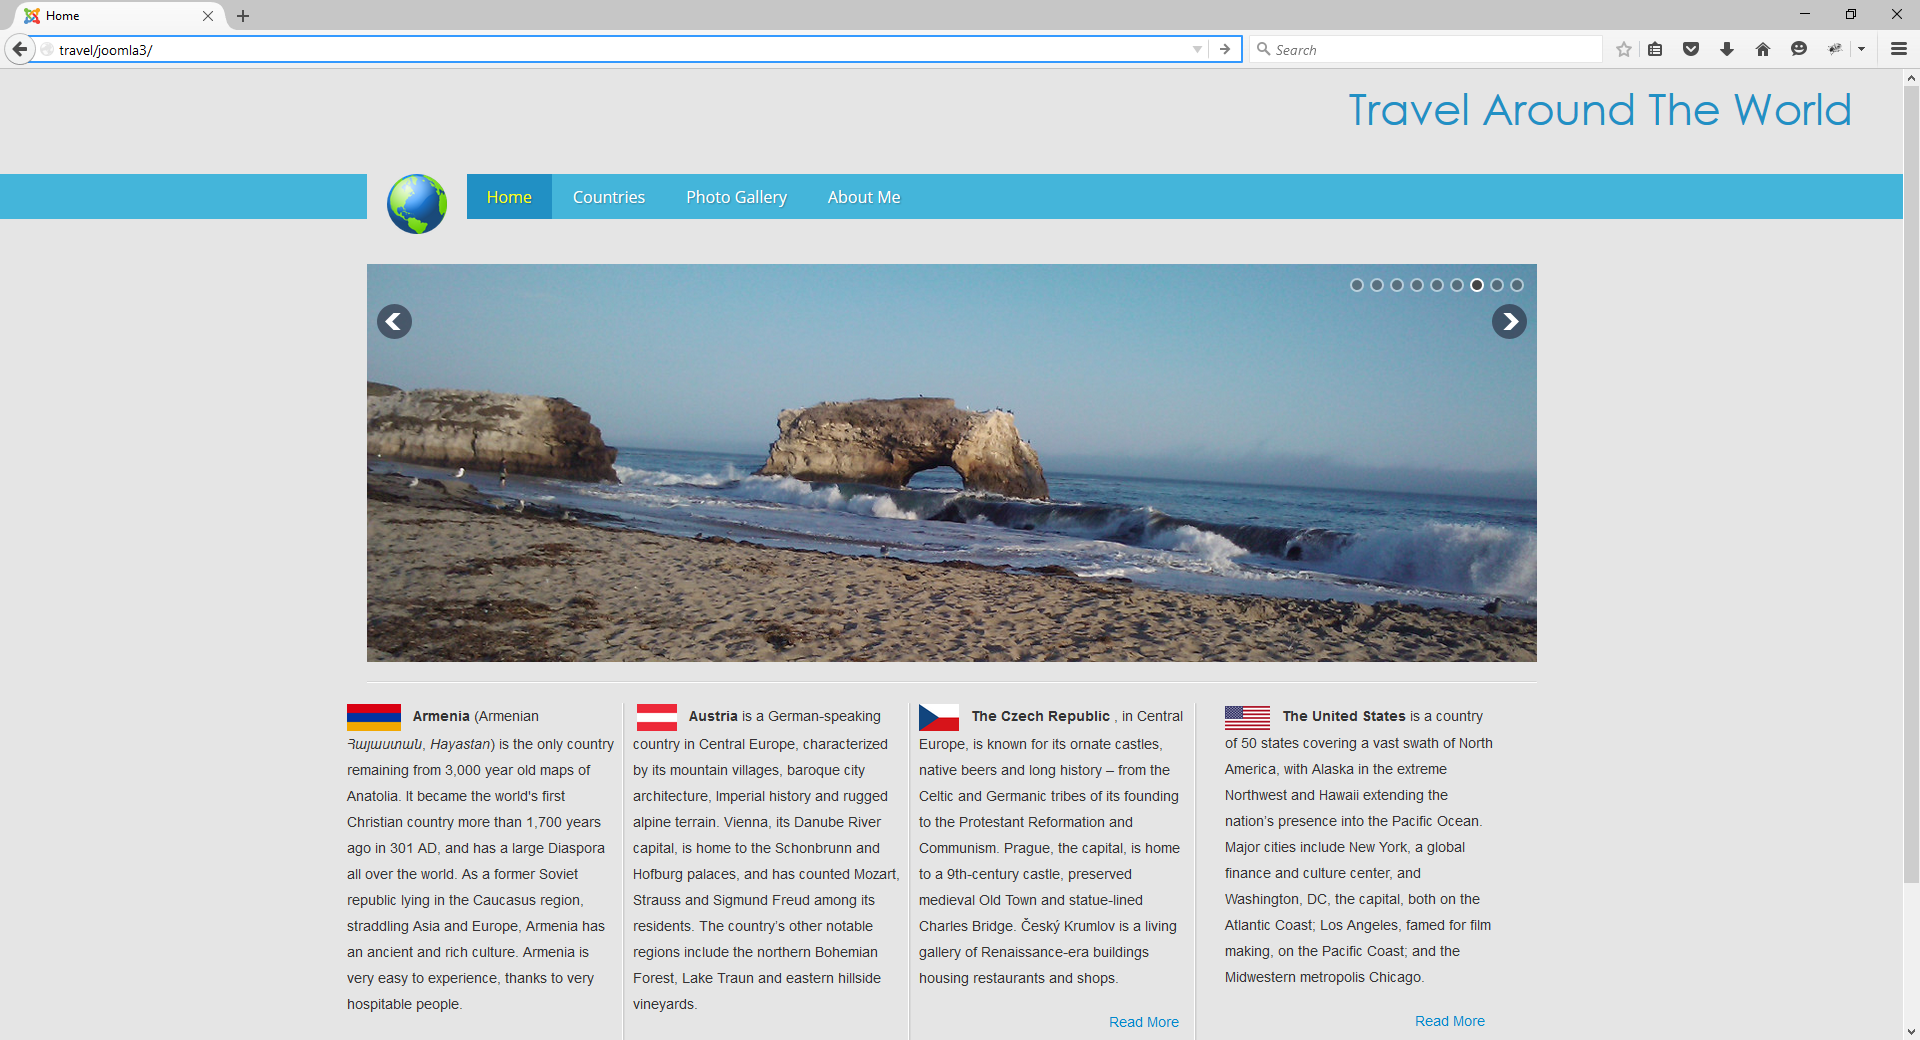 Home
travel/joomla3/
Search
Travel Around The World
Home
Countries
Photo Gallery
About Me
Armenia (Armenian
Հայաստան, Hayastan) is the only country
remaining from 3,000 year old maps of
Anatolia. It became the world's first
Christian country more than 1,700 years
ago in 301 AD, and has a large Diaspora
all over the world. As a former Soviet
republic lying in the Caucasus region,
straddling Asia and Europe, Armenia has
an ancient and rich culture. Armenia is
very easy to experience, thanks to very
hospitable people.
Austria is a German-speaking
country in Central Europe, characterized
by its mountain villages, baroque city
architecture, Imperial history and rugged
alpine terrain. Vienna, its Danube River
capital, is home to the Schonbrunn and
Hofburg palaces, and has counted Mozart,
Strauss and Sigmund Freud among its
residents. The country’s other notable
regions include the northern Bohemian
Forest, Lake Traun and eastern hillside
vineyards.
The Czech Republic , in Central
Europe, is known for its ornate castles,
native beers and long history – from the
Celtic and Germanic tribes of its founding
to the Protestant Reformation and
Communism. Prague, the capital, is home
to a 9th-century castle, preserved
medieval Old Town and statue-lined
Charles Bridge. Český Krumlov is a living
gallery of Renaissance-era buildings
housing restaurants and shops.
Read More
The United States is a country
of 50 states covering a vast swath of North
America, with Alaska in the extreme
Northwest and Hawaii extending the
nation’s presence into the Pacific Ocean.
Major cities include New York, a global
finance and culture center, and
Washington, DC, the capital, both on the
Atlantic Coast; Los Angeles, famed for film
making, on the Pacific Coast; and the
Midwestern metropolis Chicago.
Read More